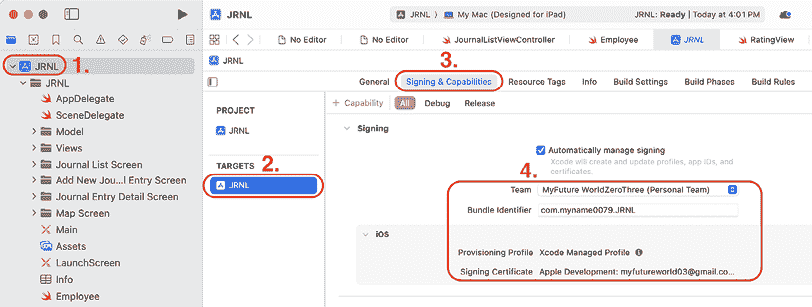 JRNL
JRNL 〉 My Mac (Designed for iPad)
JRNL: Ready | Today at 4:01 PM
No Editor
No Editor
JournalListViewController
Employee
JRNL
RatingView
JRNL
1.
JRNL
3.
General
Signing & Capabilities
Resource Tags
Info
Build Settings
Build Phases
Build Rules
JRNL
AppDelegate
SceneDelegate
Model
Views
Journal List Screen
Add New Jou...l Entry Screen
Journal Entry Detail Screen
Map Screen
Main
Assets
LaunchScreen
Info
Employee
PROJECT
JRNL
2.
TARGETS
JRNL
+ Capability
All
Debug
Release
Signing
Automatically manage signing
Xcode will create and update profiles, app IDs, and
certificates.
4.
Team
MyFuture WorldZeroThree (Personal Team)
Bundle Identifier
com.myname0079.JRNL
iOS
Provisioning Profile
Xcode Managed Profile
Signing Certificate
Apple Development: myfutureworld03@gmail.co...